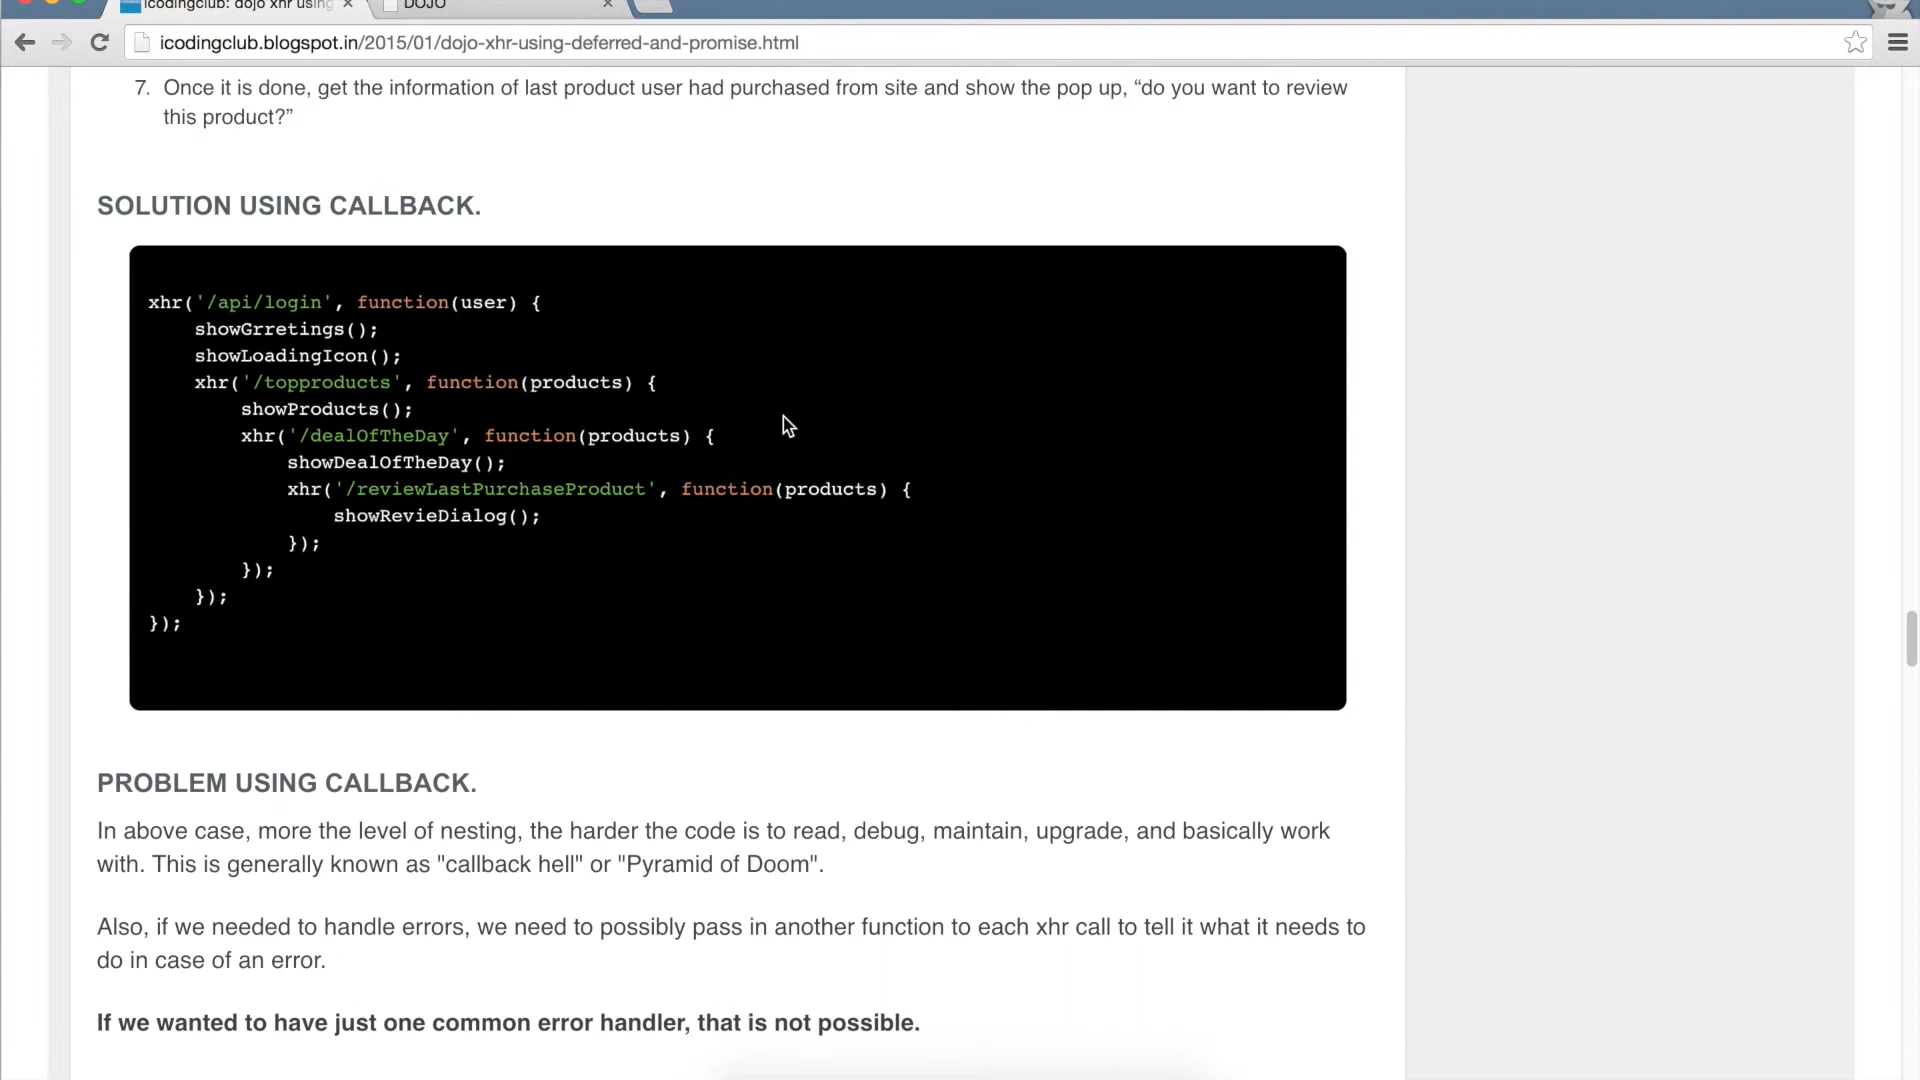 icodingclub: dojo xhr using
DOJO
icodingclub.blogspot.in/2015/01/dojo-xhr-using-deferred-and-promise.html
7. Once it is done, get the information of last product user had purchased from site and show the pop up, “do you want to review
this product?”
SOLUTION USING CALLBACK.
xhr('/api/login', function(user) {
    showGrretings();
    showLoadingIcon();
    xhr('/topproducts', function(products) {
        showProducts();
        xhr('/dealOfTheDay', function(products) {
            showDealOfTheDay();
            xhr('/reviewLastPurchaseProduct', function(products) {
                showRevieDialog();
            });
        });
    });
});
PROBLEM USING CALLBACK.
In above case, more the level of nesting, the harder the code is to read, debug, maintain, upgrade, and basically work
with. This is generally known as "callback hell" or "Pyramid of Doom".
Also, if we needed to handle errors, we need to possibly pass in another function to each xhr call to tell it what it needs to
do in case of an error.
If we wanted to have just one common error handler, that is not possible.